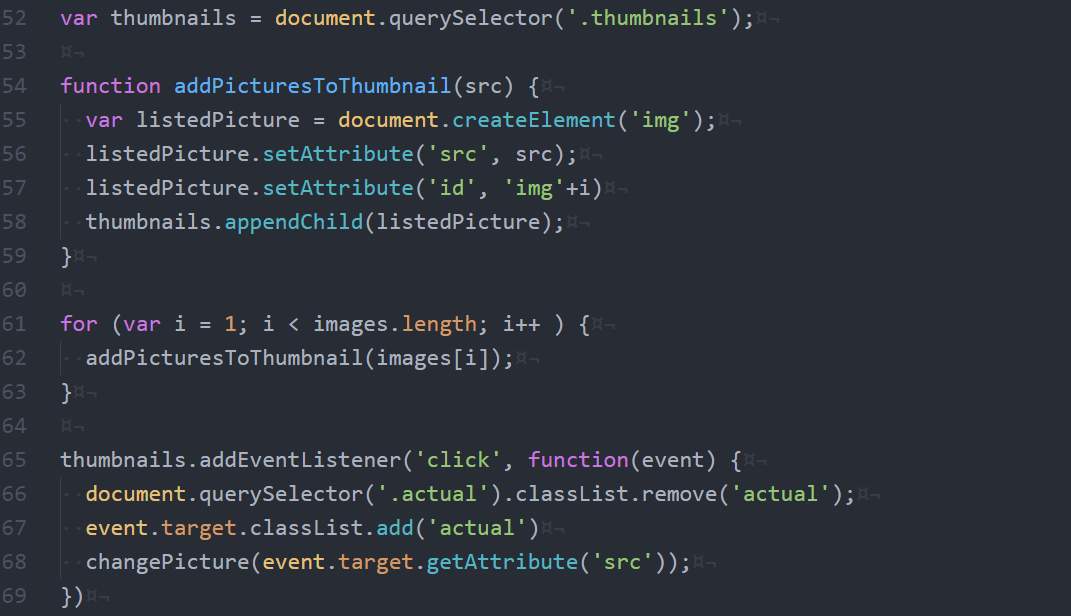 52 var thumbnails = document.querySelector('.thumbnails');¤¬
53 ¤¬
54 function addPicturesToThumbnail(src) {¤¬
55 ··var listedPicture = document.createElement('img');¤¬
56 ··listedPicture.setAttribute('src', src);¤¬
57 ··listedPicture.setAttribute('id', 'img'+i)¤¬
58 ··thumbnails.appendChild(listedPicture);¤¬
59 }¤¬
60 ¤¬
61 for (var i = 1; i < images.length; i++ ) {¤¬
62 ··addPicturesToThumbnail(images[i]);¤¬
63 }¤¬
64 ¤¬
65 thumbnails.addEventListener('click', function(event) {¤¬
66 ··document.querySelector('.actual').classList.remove('actual');¤¬
67 ··event.target.classList.add('actual')¤¬
68 ··changePicture(event.target.getAttribute('src'));¤¬
69 })¤¬